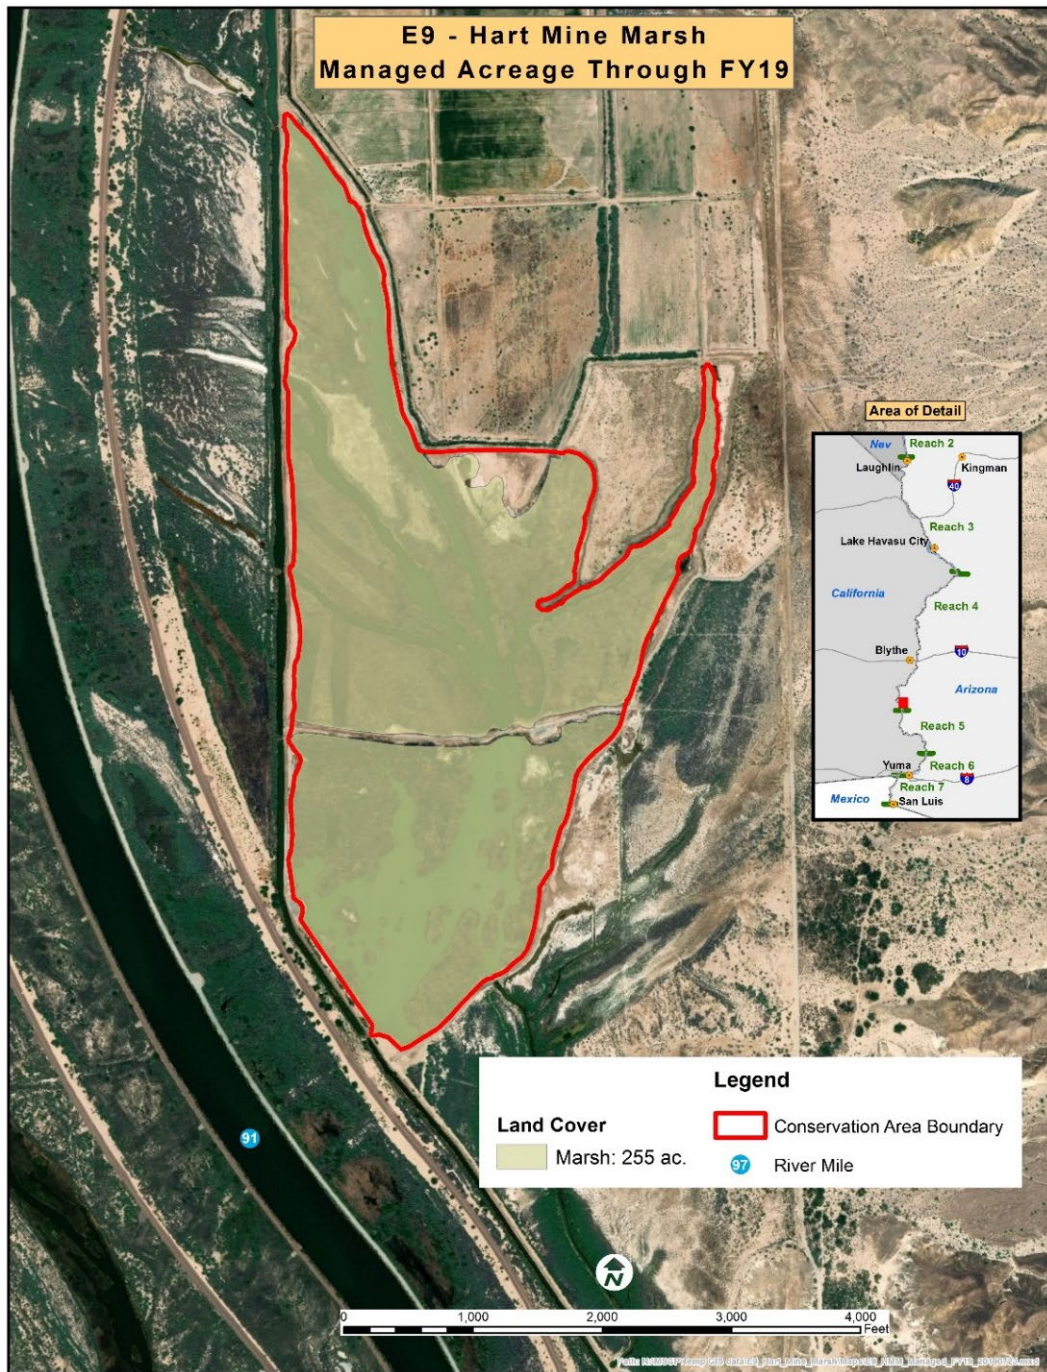 E9 - Hart Mine Marsh
Managed Acreage Through FY19
Area of Detail
Nev
Reach 2
Laughlin
Kingman
40
Reach 3
Lake Havasu City
California
Reach 4
Blythe
10
Arizona
Reach 5
Yuma
Reach 6
8
Reach 7
Mexico
San Luis
Legend
Land Cover
Conservation Area Boundary
Marsh: 255 ac.
97
River Mile
91
N
0
1,000
2,000
3,000
4,000
Feet